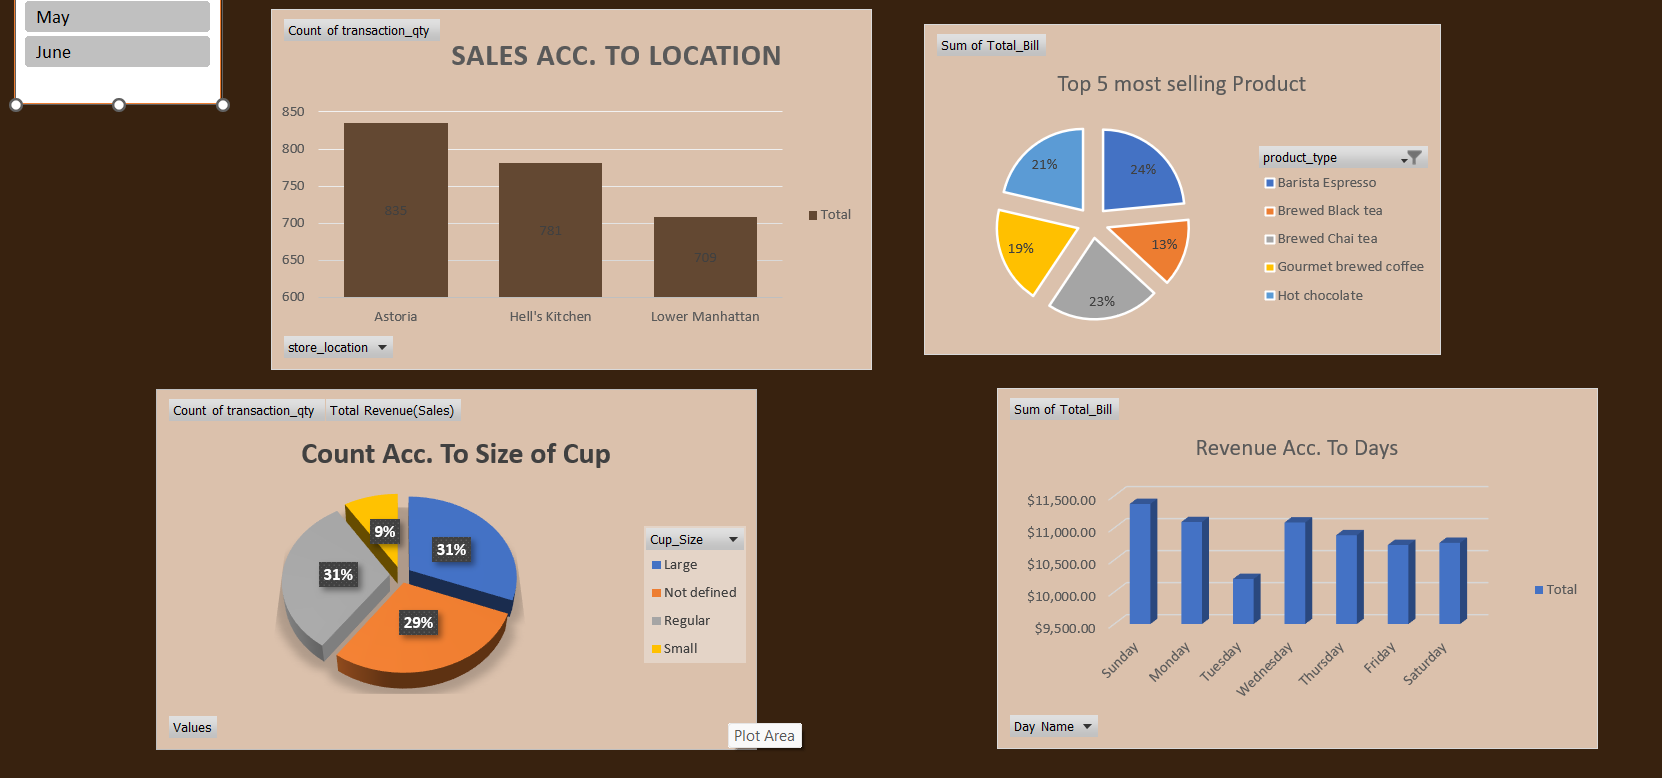 May
June
Count of transaction_qty
SALES ACC. TO LOCATION
850
800
750
700
650
600
835
781
709
Astoria
Hell's Kitchen
Lower Manhattan
Total
store_location
Sum of Total_Bill
Top 5 most selling Product
21%
24%
19%
13%
23%
product_type
Barista Espresso
Brewed Black tea
Brewed Chai tea
Gourmet brewed coffee
Hot chocolate
Count of transaction_qty
Total Revenue(Sales)
Count Acc. To Size of Cup
9%
31%
31%
29%
Cup_Size
Large
Not defined
Regular
Small
Values
Plot Area
Sum of Total_Bill
Revenue Acc. To Days
$11,500.00
$11,000.00
$10,500.00
$10,000.00
$9,500.00
Sunday
Monday
Tuesday
Wednesday
Thursday
Friday
Saturday
Total
Day Name